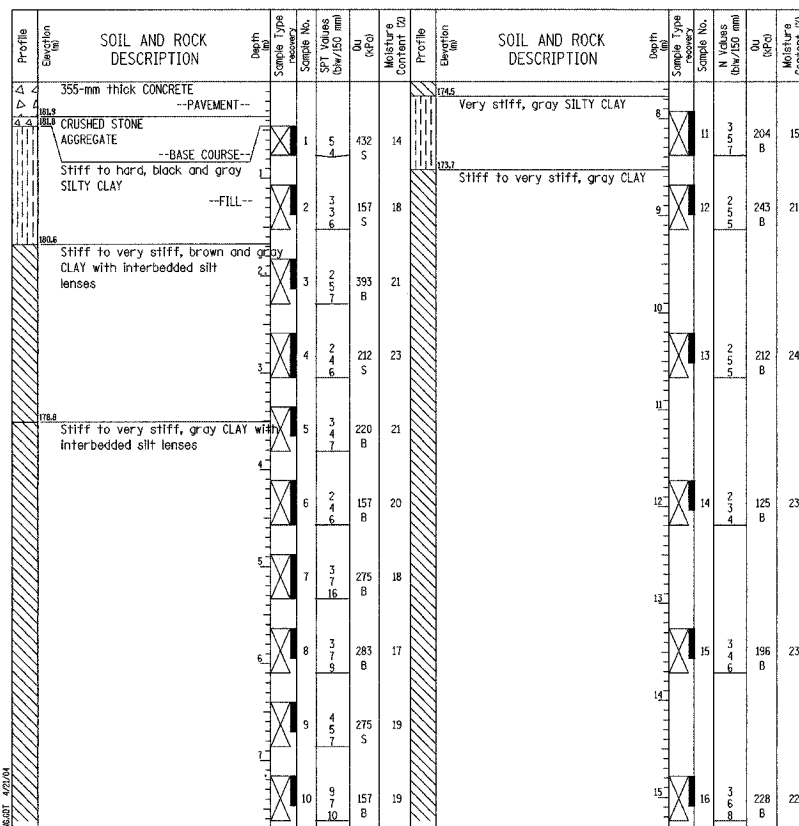 Profile
Elevation (m)
SOIL AND ROCK DESCRIPTION
Depth (m)
Sample Type recovery
Sample No.
SPT Values (blw/150 mm)
Qu (kPa)
Moisture Content (%)
355-mm thick CONCRETE
--PAVEMENT--
181.9
181.8
CRUSHED STONE
AGGREGATE
--BASE COURSE--
Stiff to hard, black and gray
SILTY CLAY
--FILL--
180.6
Stiff to very stiff, brown and gray
CLAY with interbedded silt
lenses
178.8
Stiff to very stiff, gray CLAY with
interbedded silt lenses
1
2
3
4
5
6
7
1 5 4 432 S 14
2 3 3 6 157 S 18
3 2 5 7 393 B 21
4 2 4 6 212 S 23
5 3 4 7 220 B 21
6 2 4 6 157 B 20
7 3 7 16 275 B 18
8 3 7 9 283 B 17
9 4 5 7 275 S 19
10 9 7 10 157 B 19
Profile
Elevation (m)
SOIL AND ROCK DESCRIPTION
Depth (m)
Sample Type recovery
Sample No.
N Values (blw/150 mm)
Qu (kPa)
Moisture
174.5
Very stiff, gray SILTY CLAY
173.7
Stiff to very stiff, gray CLAY
8
9
10
11
12
13
14
15
11 3 5 7 204 B 15
12 2 5 5 243 B 21
13 2 5 5 212 B 24
14 2 3 4 125 B 23
15 3 4 6 196 B 23
16 3 6 8 228 B 22
4/21/04